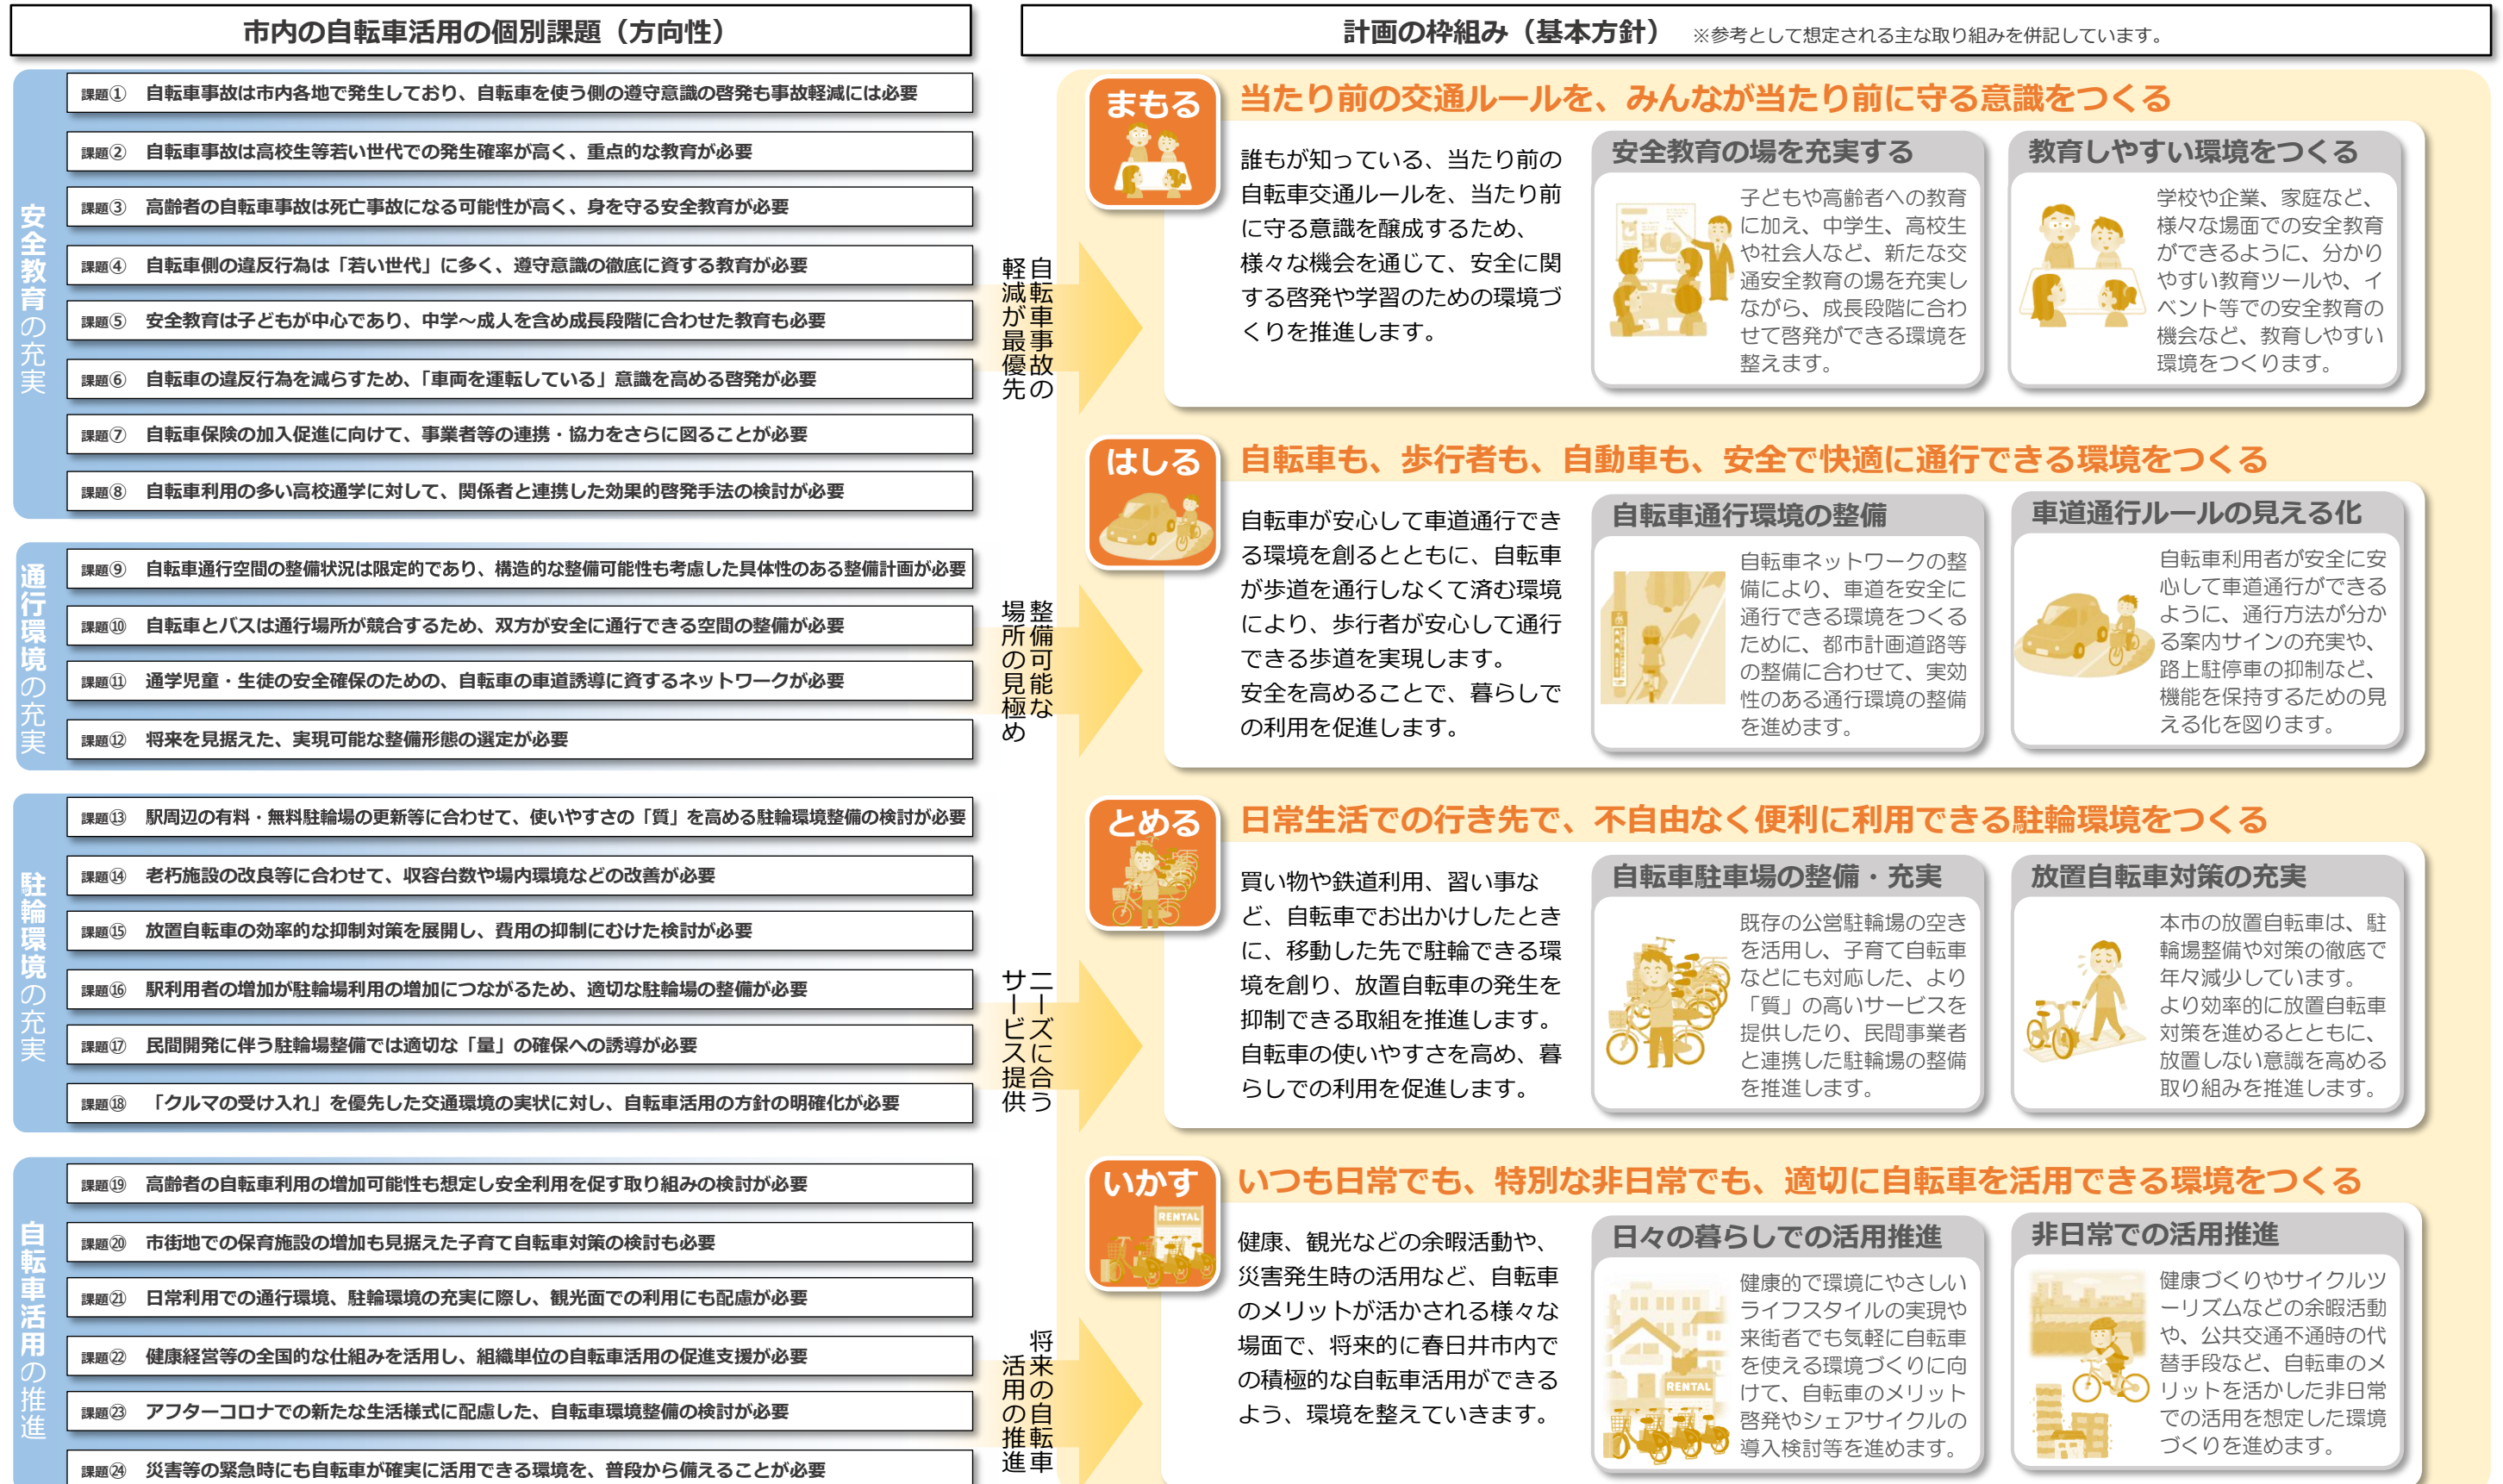 市内の自転車活用の個別課題（方向性）
安全教育の充実
課題① 自転車事故は市内各地で発生しており、自転車を使う側の遵守意識の啓発も事故軽減には必要
課題② 自転車事故は高校生等若い世代での発生確率が高く、重点的な教育が必要
課題③ 高齢者の自転車事故は死亡事故になる可能性が高く、身を守る安全教育が必要
課題④ 自転車側の違反行為は「若い世代」に多く、遵守意識の徹底に資する教育が必要
課題⑤ 安全教育は子どもが中心であり、中学～成人を含め成長段階に合わせた教育も必要
課題⑥ 自転車の違反行為を減らすため、「車両を運転している」意識を高める啓発が必要
課題⑦ 自転車保険の加入促進に向けて、事業者等の連携・協力をさらに図ることが必要
課題⑧ 自転車利用の多い高校通学に対して、関係者と連携した効果的啓発手法の検討が必要
通行環境の充実
課題⑨ 自転車通行空間の整備状況は限定的であり、構造的な整備可能性も考慮した具体性のある整備計画が必要
課題⑩ 自転車とバスは通行場所が競合するため、双方が安全に通行できる空間の整備が必要
課題⑪ 通学児童・生徒の安全確保のための、自転車の車道誘導に資するネットワークが必要
課題⑫ 将来を見据えた、実現可能な整備形態の選定が必要
駐輪環境の充実
課題⑬ 駅周辺の有料・無料駐輪場の更新等に合わせて、使いやすさの「質」を高める駐輪環境整備の検討が必要
課題⑭ 老朽施設の改良等に合わせて、収容台数や場内環境などの改善が必要
課題⑮ 放置自転車の効率的な抑制対策を展開し、費用の抑制にむけた検討が必要
課題⑯ 駅利用者の増加が駐輪場利用の増加につながるため、適切な駐輪場の整備が必要
課題⑰ 民間開発に伴う駐輪場整備では適切な「量」の確保への誘導が必要
課題⑱ 「クルマの受け入れ」を優先した交通環境の実状に対し、自転車活用の方針の明確化が必要
自転車活用の推進
課題⑲ 高齢者の自転車利用の増加可能性も想定し安全利用を促す取り組みの検討が必要
課題⑳ 市街地での保育施設の増加も見据えた子育て自転車対策の検討も必要
課題㉑ 日常利用での通行環境、駐輪環境の充実に際し、観光面での利用にも配慮が必要
課題㉒ 健康経営等の全国的な仕組みを活用し、組織単位の自転車活用の促進支援が必要
課題㉓ アフターコロナでの新たな生活様式に配慮した、自転車環境整備の検討が必要
課題㉔ 災害等の緊急時にも自転車が確実に活用できる環境を、普段から備えることが必要
自転車事故の
軽減が最優先
整備可能な
場所の見極め
ニーズに合う
サービス提供
将来の自転車
活用の推進
計画の枠組み（基本方針） ※参考として想定される主な取り組みを併記しています。
まもる
当たり前の交通ルールを、みんなが当たり前に守る意識をつくる
誰もが知っている、当たり前の
自転車交通ルールを、当たり前
に守る意識を醸成するため、
様々な機会を通じて、安全に関
する啓発や学習のための環境づ
くりを推進します。
安全教育の場を充実する
子どもや高齢者への教育
に加え、中学生、高校生
や社会人など、新たな交
通安全教育の場を充実し
ながら、成長段階に合わ
せて啓発ができる環境を
整えます。
教育しやすい環境をつくる
学校や企業、家庭など、
様々な場面での安全教育
ができるように、分かり
やすい教育ツールや、イ
ベント等での安全教育の
機会など、教育しやすい
環境をつくります。
はしる
自転車も、歩行者も、自動車も、安全で快適に通行できる環境をつくる
自転車が安心して車道通行でき
る環境を創るとともに、自転車
が歩道を通行しなくて済む環境
により、歩行者が安心して通行
できる歩道を実現します。
安全を高めることで、暮らしで
の利用を促進します。
自転車通行環境の整備
自転車ネットワークの整
備により、車道を安全に
通行できる環境をつくる
ために、都市計画道路等
の整備に合わせて、実効
性のある通行環境の整備
を進めます。
車道通行ルールの見える化
自転車利用者が安全に安
心して車道通行ができる
ように、通行方法が分か
る案内サインの充実や、
路上駐停車の抑制など、
機能を保持するための見
える化を図ります。
とめる
日常生活での行き先で、不自由なく便利に利用できる駐輪環境をつくる
買い物や鉄道利用、習い事な
ど、自転車でお出かけしたとき
に、移動した先で駐輪できる環
境を創り、放置自転車の発生を
抑制できる取組を推進します。
自転車の使いやすさを高め、暮
らしでの利用を促進します。
自転車駐車場の整備・充実
既存の公営駐輪場の空き
を活用し、子育て自転車
などにも対応した、より
「質」の高いサービスを
提供したり、民間事業者
と連携した駐輪場の整備
を推進します。
放置自転車対策の充実
本市の放置自転車は、駐
輪場整備や対策の徹底で
年々減少しています。
より効率的に放置自転車
対策を進めるとともに、
放置しない意識を高める
取り組みを推進します。
いかす
RENTAL
いつも日常でも、特別な非日常でも、適切に自転車を活用できる環境をつくる
健康、観光などの余暇活動や、
災害発生時の活用など、自転車
のメリットが活かされる様々な
場面で、将来的に春日井市内で
の積極的な自転車活用ができる
よう、環境を整えていきます。
日々の暮らしでの活用推進
RENTAL
健康的で環境にやさしい
ライフスタイルの実現や
来街者でも気軽に自転車
を使える環境づくりに向
けて、自転車のメリット
啓発やシェアサイクルの
導入検討等を進めます。
非日常での活用推進
健康づくりやサイクルツ
ーリズムなどの余暇活動
や、公共交通不通時の代
替手段など、自転車のメ
リットを活かした非日常
での活用を想定した環境
づくりを進めます。